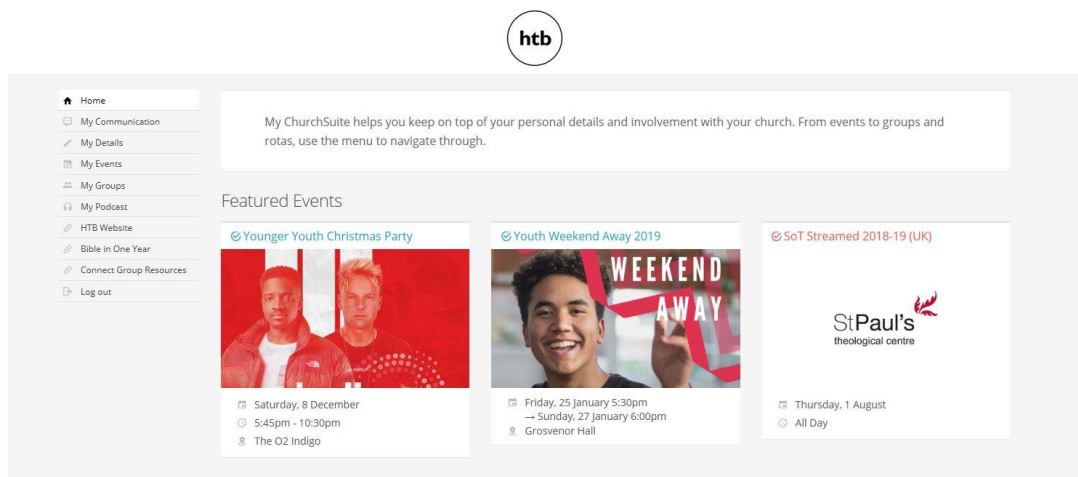 htb
Home
My Communication
My Details
My Events
My Groups
My Podcast
HTB Website
Bible in One Year
Connect Group Resources
Log out
My ChurchSuite helps you keep on top of your personal details and involvement with your church. From events to groups and
rotas, use the menu to navigate through.
Featured Events
Younger Youth Christmas Party
Saturday, 8 December
5:45pm - 10:30pm
The O2 Indigo
Youth Weekend Away 2019
WEEKEND
AWAY
Friday, 25 January 5:30pm
→ Sunday, 27 January 6:00pm
Grosvenor Hall
SoT Streamed 2018-19 (UK)
StPaul's
theological centre
Thursday, 1 August
All Day